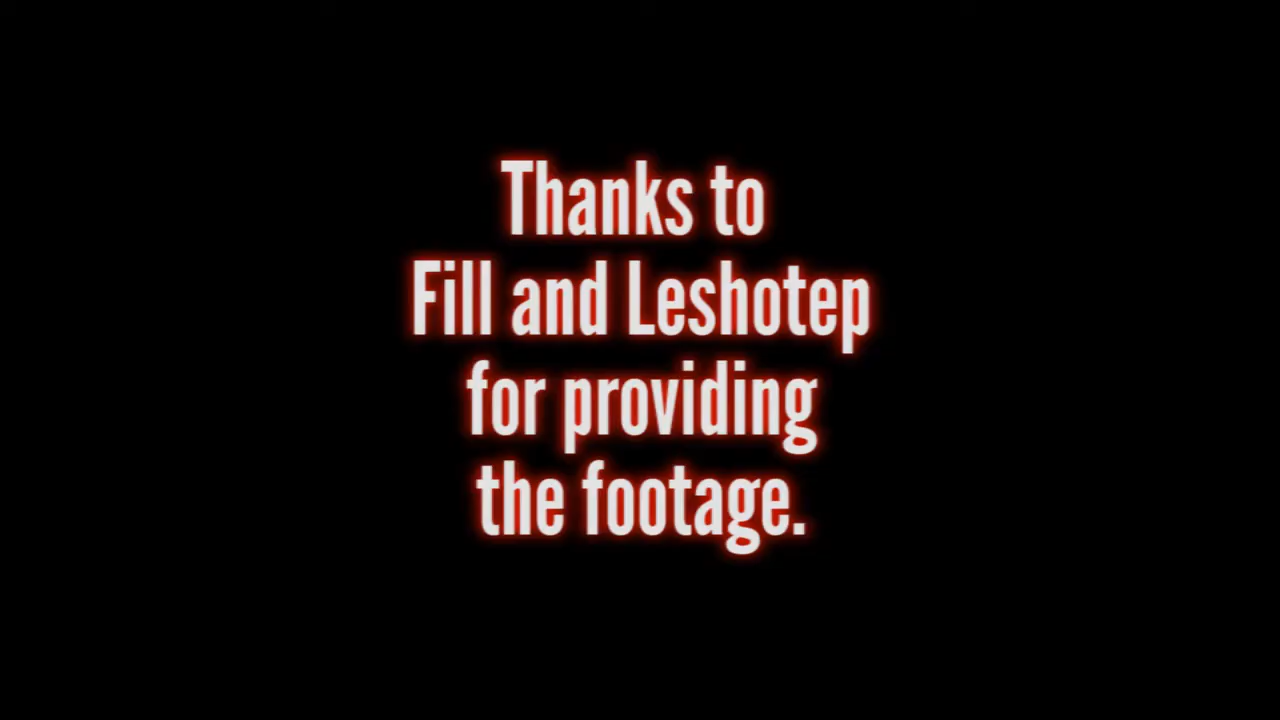 Thanks to
Fill and Leshotep
for providing
the footage.